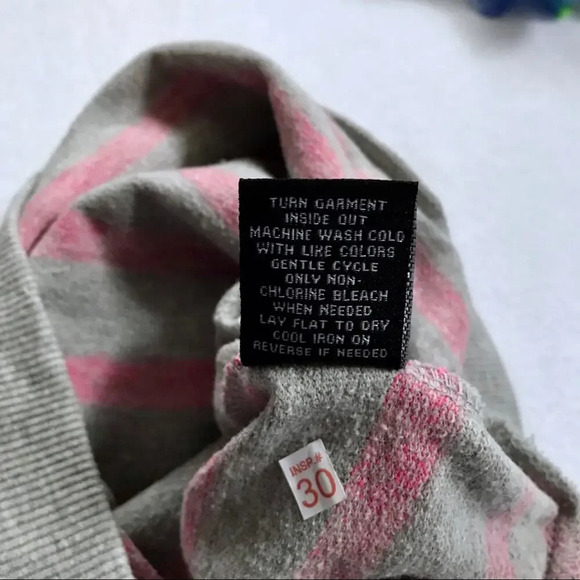 TURN GARMENT
INSIDE OUT
MACHINE WASH COLD
WITH LIKE COLORS
GENTLE CYCLE
ONLY NON-
CHLORINE BLEACH
WHEN NEEDED
LAY FLAT TO DRY
COOL IRON ON
REVERSE IF NEEDED
INSP.#
30